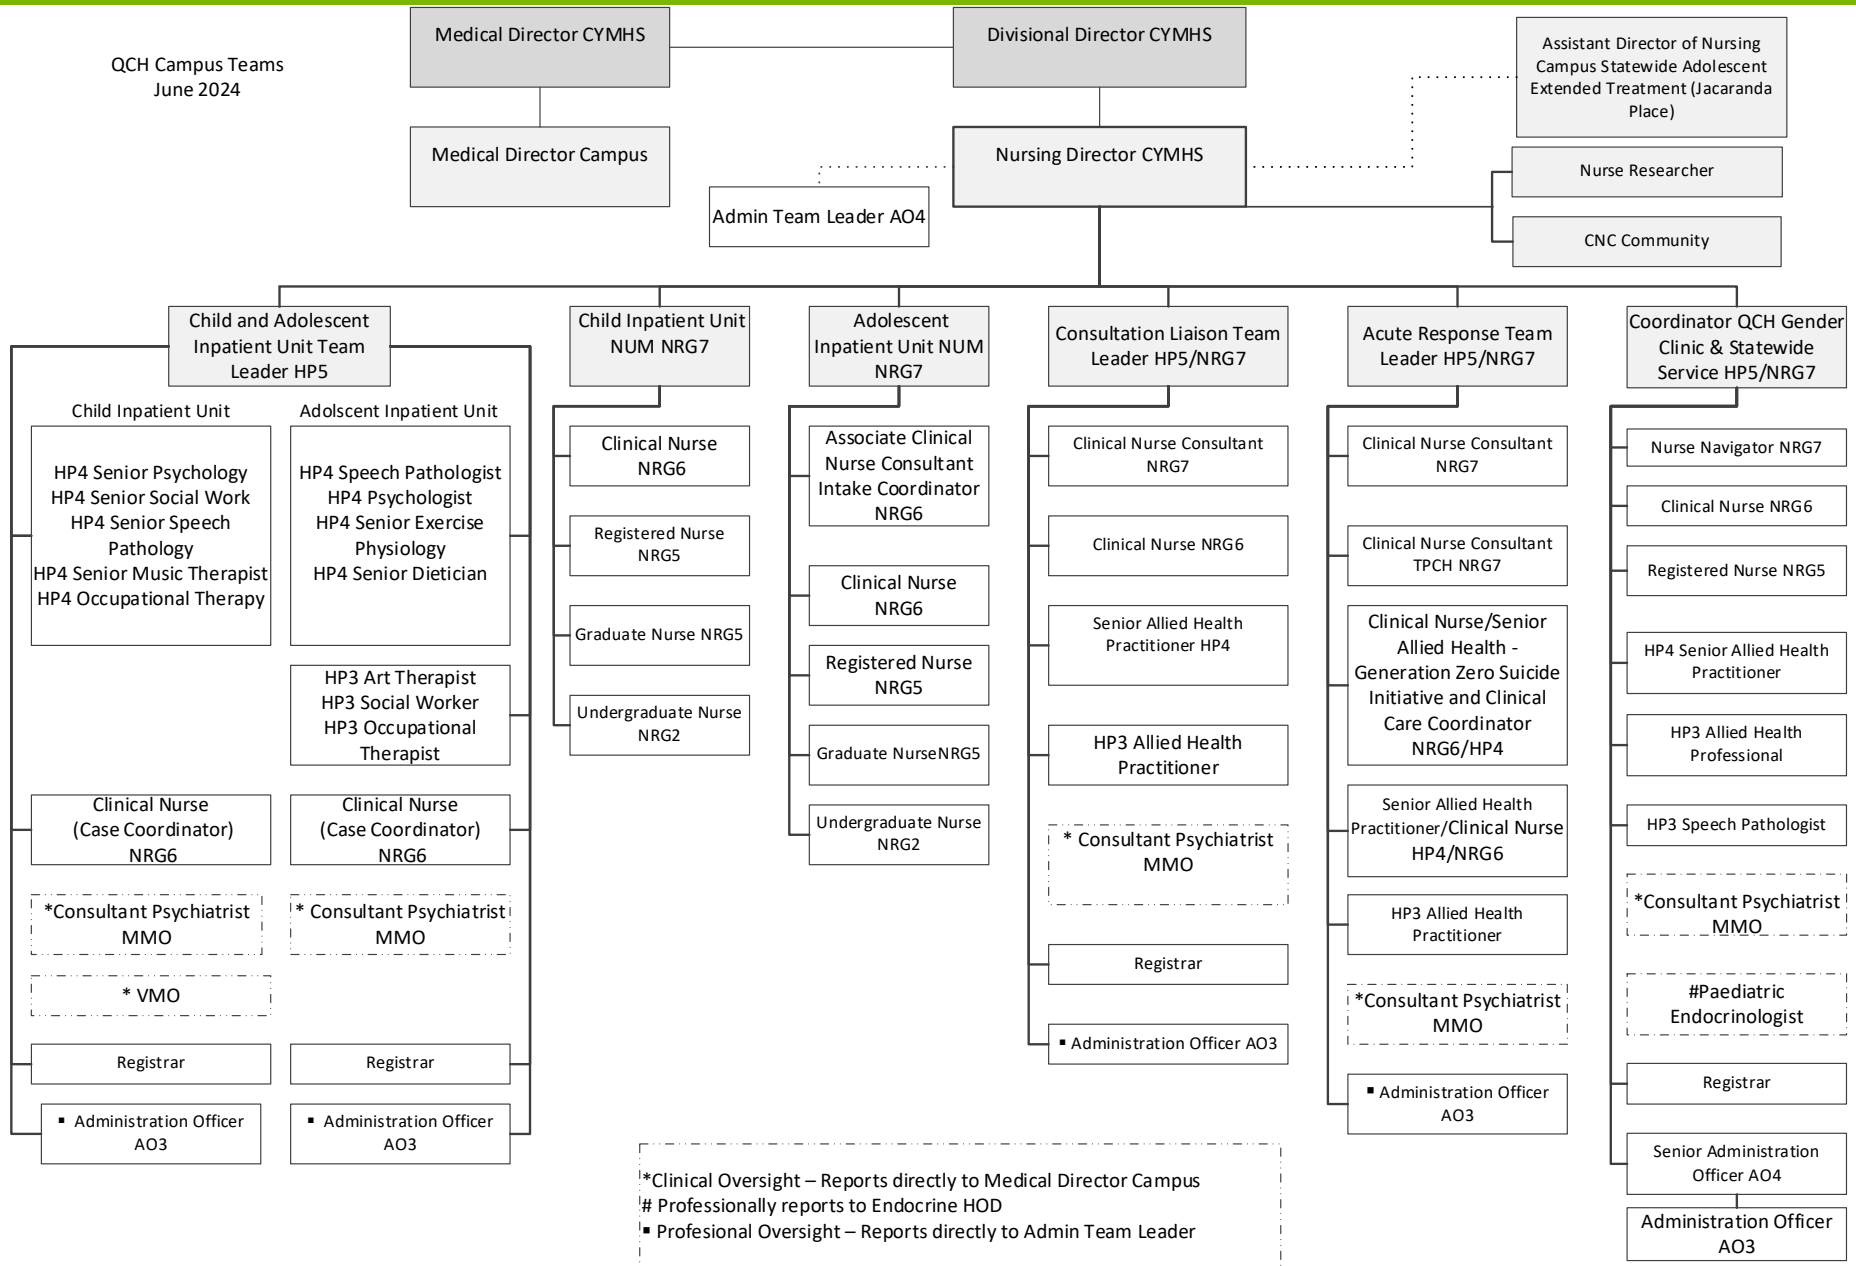 QCH Campus Teams
June 2024
Medical Director CYMHS
Divisional Director CYMHS
Assistant Director of Nursing
Campus Statewide Adolescent
Extended Treatment (Jacaranda
Place)
Medical Director Campus
Nursing Director CYMHS
Nurse Researcher
Admin Team Leader AO4
CNC Community
Child and Adolescent
Inpatient Unit Team
Leader HP5
Child Inpatient Unit
Adolscent Inpatient Unit
HP4 Senior Psychology
HP4 Senior Social Work
HP4 Senior Speech
Pathology
HP4 Senior Music Therapist
HP4 Occupational Therapy
HP4 Speech Pathologist
HP4 Psychologist
HP4 Senior Exercise
Physiology
HP4 Senior Dietician
HP3 Art Therapist
HP3 Social Worker
HP3 Occupational
Therapist
Clinical Nurse
(Case Coordinator)
NRG6
Clinical Nurse
(Case Coordinator)
NRG6
*Consultant Psychiatrist
MMO
* Consultant Psychiatrist
MMO
* VMO
Registrar
Registrar
▪ Administration Officer
AO3
▪ Administration Officer
AO3
Child Inpatient Unit
NUM NRG7
Clinical Nurse
NRG6
Registered Nurse
NRG5
Graduate Nurse NRG5
Undergraduate Nurse
NRG2
Adolescent
Inpatient Unit NUM
NRG7
Associate Clinical
Nurse Consultant
Intake Coordinator
NRG6
Clinical Nurse
NRG6
Registered Nurse
NRG5
Graduate NurseNRG5
Undergraduate Nurse
NRG2
Consultation Liaison Team
Leader HP5/NRG7
Clinical Nurse Consultant
NRG7
Clinical Nurse NRG6
Senior Allied Health
Practitioner HP4
HP3 Allied Health
Practitioner
* Consultant Psychiatrist
MMO
Registrar
▪ Administration Officer AO3
Acute Response Team
Leader HP5/NRG7
Clinical Nurse Consultant
NRG7
Clinical Nurse Consultant
TPCH NRG7
Clinical Nurse/Senior
Allied Health -
Generation Zero Suicide
Initiative and Clinical
Care Coordinator
NRG6/HP4
Senior Allied Health
Practitioner/Clinical Nurse
HP4/NRG6
HP3 Allied Health
Practitioner
*Consultant Psychiatrist
MMO
▪ Administration Officer
AO3
Coordinator QCH Gender
Clinic & Statewide
Service HP5/NRG7
Nurse Navigator NRG7
Clinical Nurse NRG6
Registered Nurse NRG5
HP4 Senior Allied Health
Practitioner
HP3 Allied Health
Professional
HP3 Speech Pathologist
*Consultant Psychiatrist
MMO
#Paediatric
Endocrinologist
Registrar
Senior Administration
Officer AO4
Administration Officer
AO3
*Clinical Oversight – Reports directly to Medical Director Campus
# Professionally reports to Endocrine HOD
▪ Profesional Oversight – Reports directly to Admin Team Leader